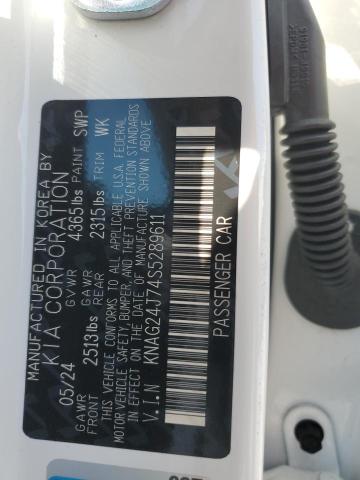 MANUFACTURED IN KOREA BY
KIA CORPORATION
05/24 GVWR 4365lbs PAINT SWP
GAWR FRONT 2513lbs GAWR REAR 2315lbs TRIM WK
THIS VEHICLE CONFORMS TO ALL APPLICABLE U.S.A. FEDERAL
MOTOR VEHICLE SAFETY, BUMPER, AND THEFT PREVENTION STANDARDS
IN EFFECT ON THE DATE OF MANUFACTURE SHOWN ABOVE
V.I.N KNAG24J74S5289611
PASSENGER CAR